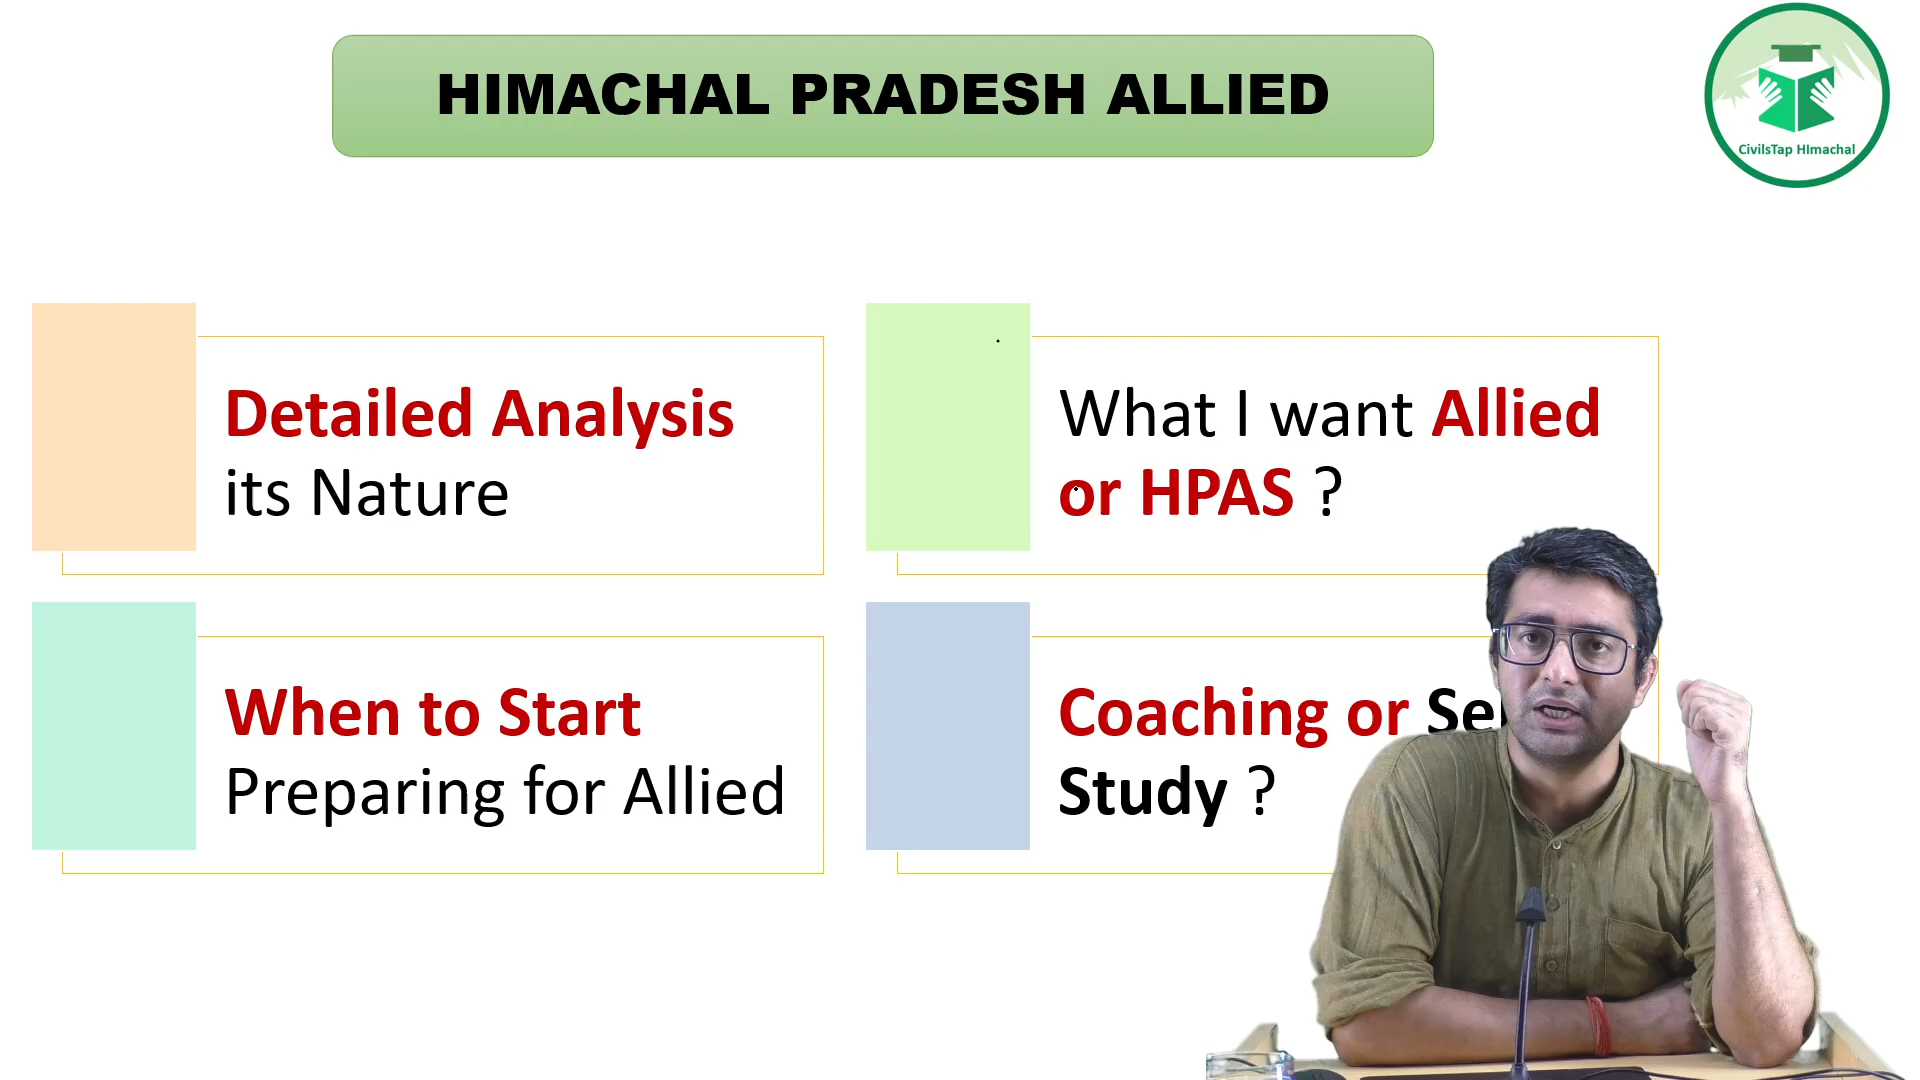 HIMACHAL PRADESH ALLIED
CivilsTap HImachal
Detailed Analysis
its Nature
What I want Allied
or HPAS ?
When to Start
Preparing for Allied
Coaching or
Study ?